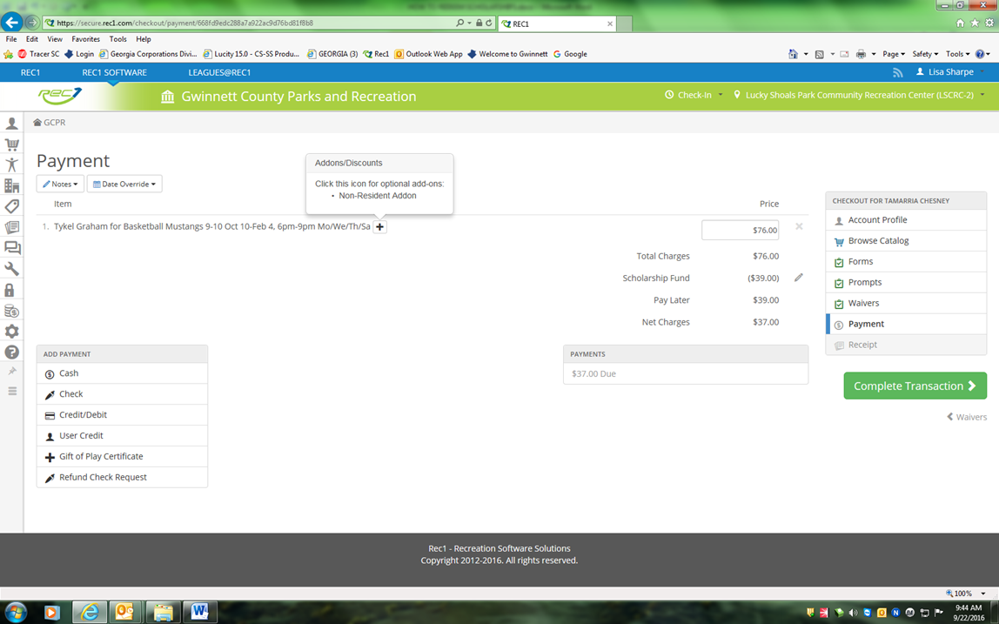 https://secure.rec1.com/checkout/payment/668fd9edc288a7a922ac9d76bd81f8b8
REC1
File Edit View Favorites Tools Help
Tracer SC Login Georgia Corporations Divi... Lucity 15.0 - CS-SS Produ... GEORGIA (3) Rec1 Outlook Web App Welcome to Gwinnett Google
Page Safety Tools
REC1 REC1 SOFTWARE LEAGUES@REC1 Lisa Sharpe
rec1 Gwinnett County Parks and Recreation Check-In Lucky Shoals Park Community Recreation Center (LSCRC-2)
GCPR
Payment
Notes Date Override
Addons/Discounts
Click this icon for optional add-ons:
• Non-Resident Addon
Item Price
1. Tykel Graham for Basketball Mustangs 9-10 Oct 10-Feb 4, 6pm-9pm Mo/We/Th/Sa + $76.00
Total Charges $76.00
Scholarship Fund ($39.00)
Pay Later $39.00
Net Charges $37.00
ADD PAYMENT
Cash
Check
Credit/Debit
User Credit
Gift of Play Certificate
Refund Check Request
PAYMENTS
$37.00 Due
CHECKOUT FOR TAMARRIA CHESNEY
Account Profile
Browse Catalog
Forms
Prompts
Waivers
Payment
Receipt
Complete Transaction
Waivers
Rec1 - Recreation Software Solutions
Copyright 2012-2016. All rights reserved.
100%
9:44 AM
9/22/2016